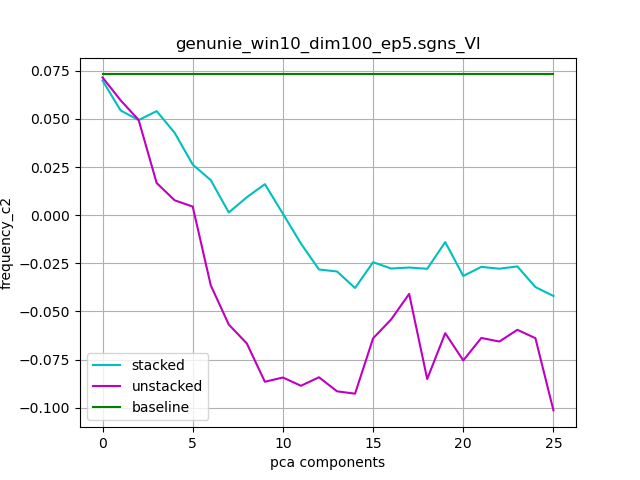 genunie_win10_dim100_ep5.sgns_VI
frequency_c2
0.075
0.050
0.025
0.000
−0.025
−0.050
−0.075
−0.100
stacked
unstacked
baseline
0 5 10 15 20 25
pca components